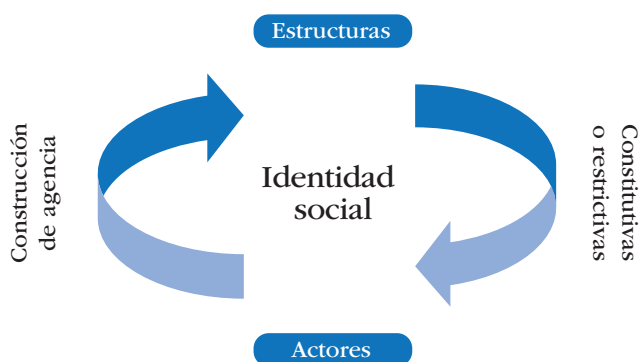 Estructuras
Construcción
de agencia
Identidad
social
Constitutivas
o restrictivas
Actores